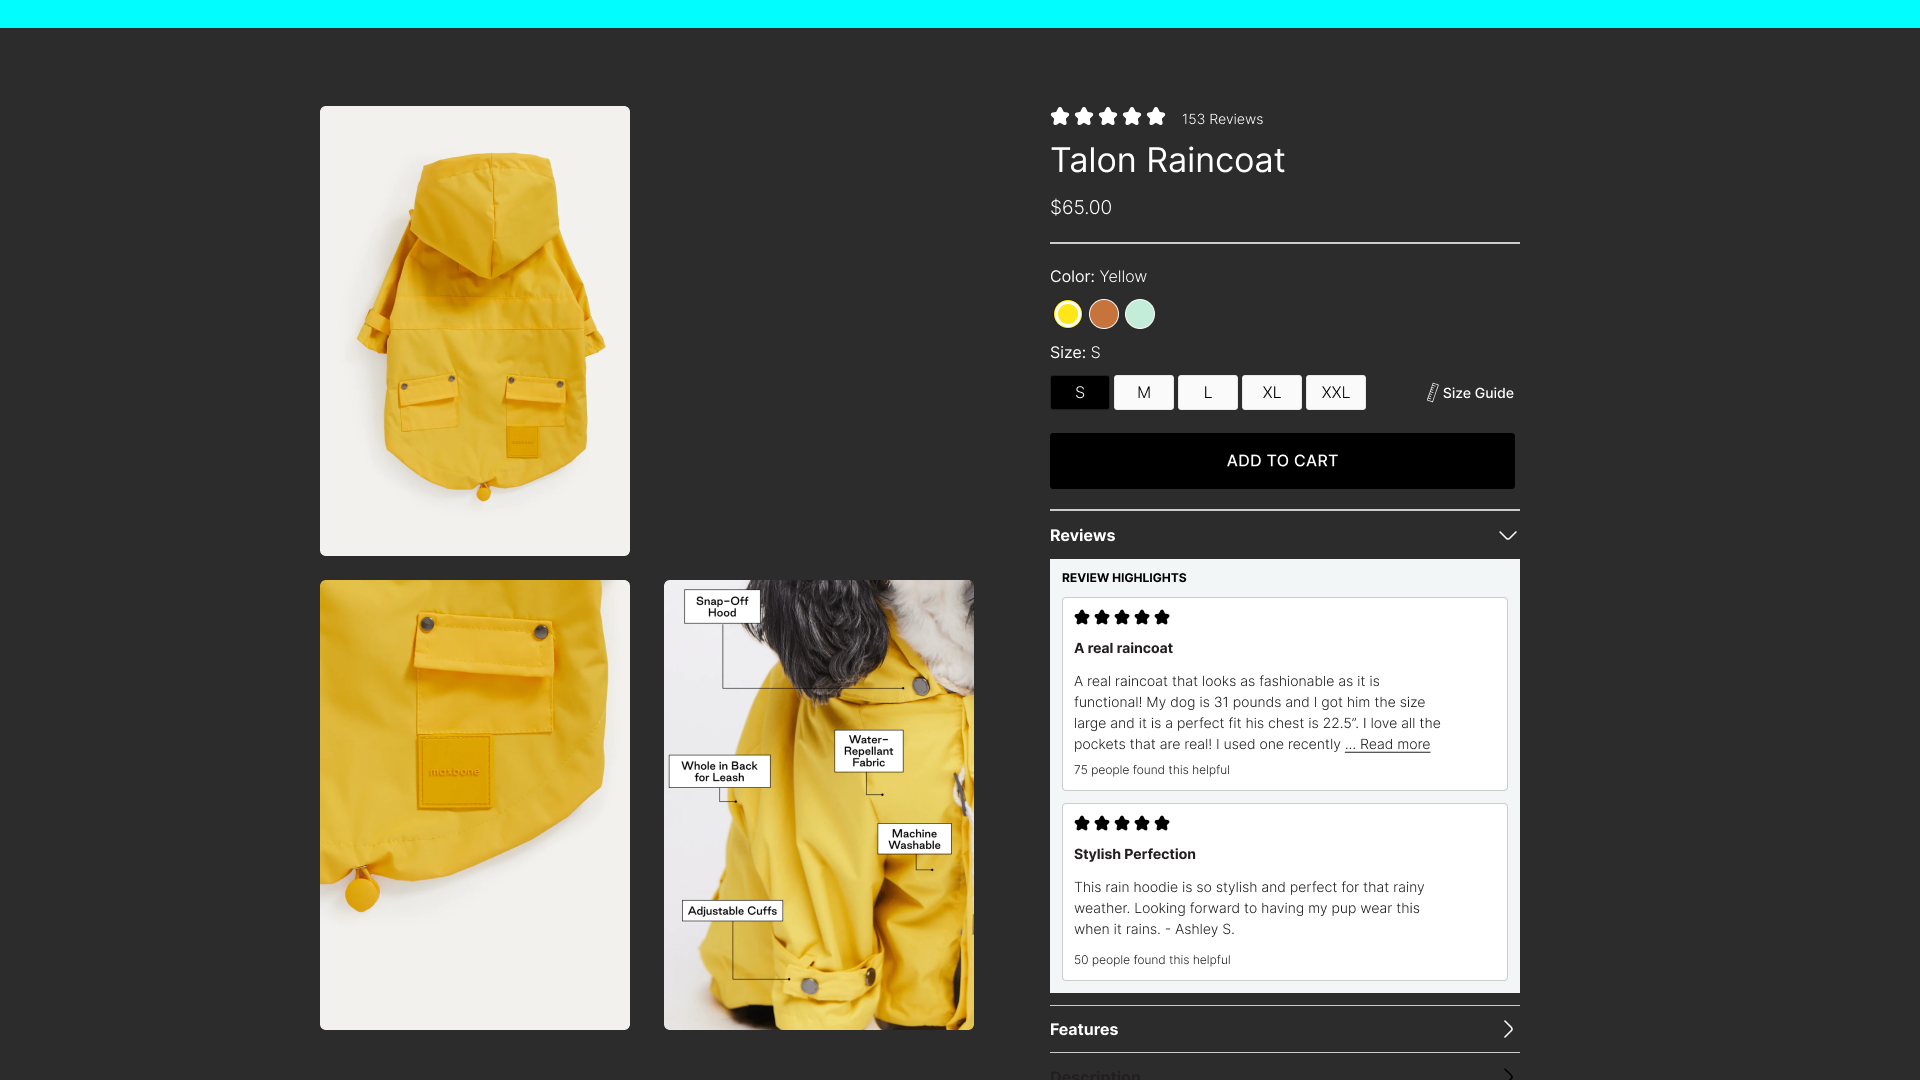 153 Reviews
Talon Raincoat
$65.00
Color: Yellow
Size: S
S M L XL XXL
Size Guide
ADD TO CART
Reviews
REVIEW HIGHLIGHTS
A real raincoat
A real raincoat that looks as fashionable as it is
functional! My dog is 31 pounds and I got him the size
large and it is a perfect fit his chest is 22.5”. I love all the
pockets that are real! I used one recently ... Read more
75 people found this helpful
Stylish Perfection
This rain hoodie is so stylish and perfect for that rainy
weather. Looking forward to having my pup wear this
when it rains. - Ashley S.
50 people found this helpful
Features
Description
maxbone
Snap-Off
Hood
Water-
Repellant
Fabric
Whole in Back
for Leash
Machine
Washable
Adjustable Cuffs